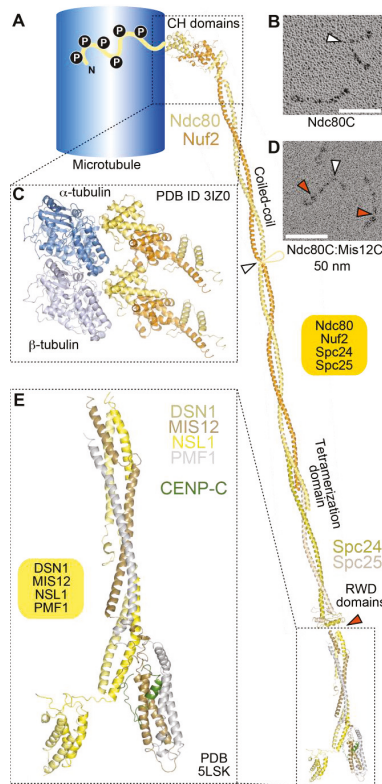 A
P
P
P
P
P
P
N
Microtubule
CH domains
Ndc80
Nuf2
B
Ndc80C
D
Ndc80C:Mis12C
50 nm
Coiled-coil
C
α-tubulin
PDB ID 3IZ0
β-tubulin
Ndc80
Nuf2
Spc24
Spc25
E
DSN1
MIS12
NSL1
PMF1
CENP-C
DSN1
MIS12
NSL1
PMF1
PDB
5LSK
Tetramerization
domain
Spc24
Spc25
RWD
domains